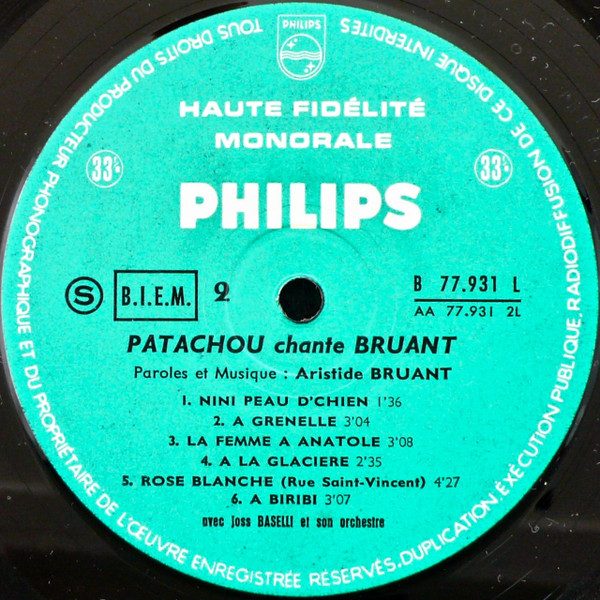 PHILIPS
HAUTE FIDÉLITÉ
MONORALE
33⅓
33⅓
PHILIPS
S
B.I.E.M.
2
B 77.931 L
AA 77.931 2L
PATACHOU chante BRUANT
Paroles et Musique : Aristide BRUANT
1. NINI PEAU D'CHIEN 1'36
2. A GRENELLE 3'04
3. LA FEMME A ANATOLE 3'08
4. A LA GLACIERE 2'35
5. ROSE BLANCHE (Rue Saint-Vincent) 4'27
6. A BIRIBI 3'07
avec Joss BASELLI et son orchestre
TOUS DROITS DU PRODUCTEUR PHONOGRAPHIQUE ET DU PROPRIÉTAIRE DE L'ŒUVRE ENREGISTRÉE RÉSERVÉS. DUPLICATION, EXÉCUTION PUBLIQUE, RADIODIFFUSION DE CE DISQUE INTERDITES